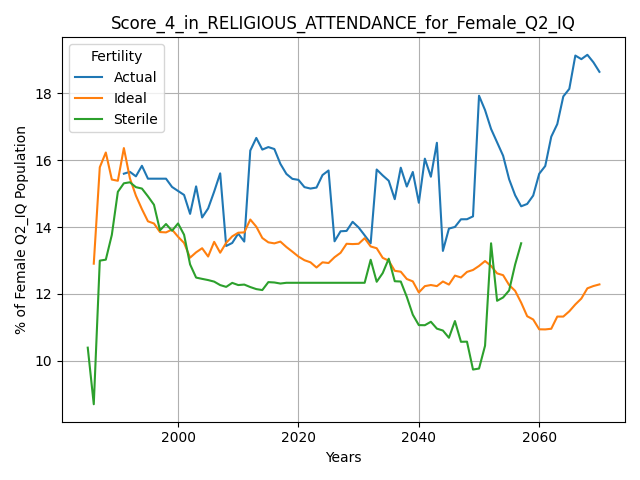 Score_4_in_RELIGIOUS_ATTENDANCE_for_Female_Q2_IQ
Fertility
Actual
Ideal
Sterile
% of Female Q2_IQ Population
18
16
14
12
10
2000 2020 2040 2060
Years